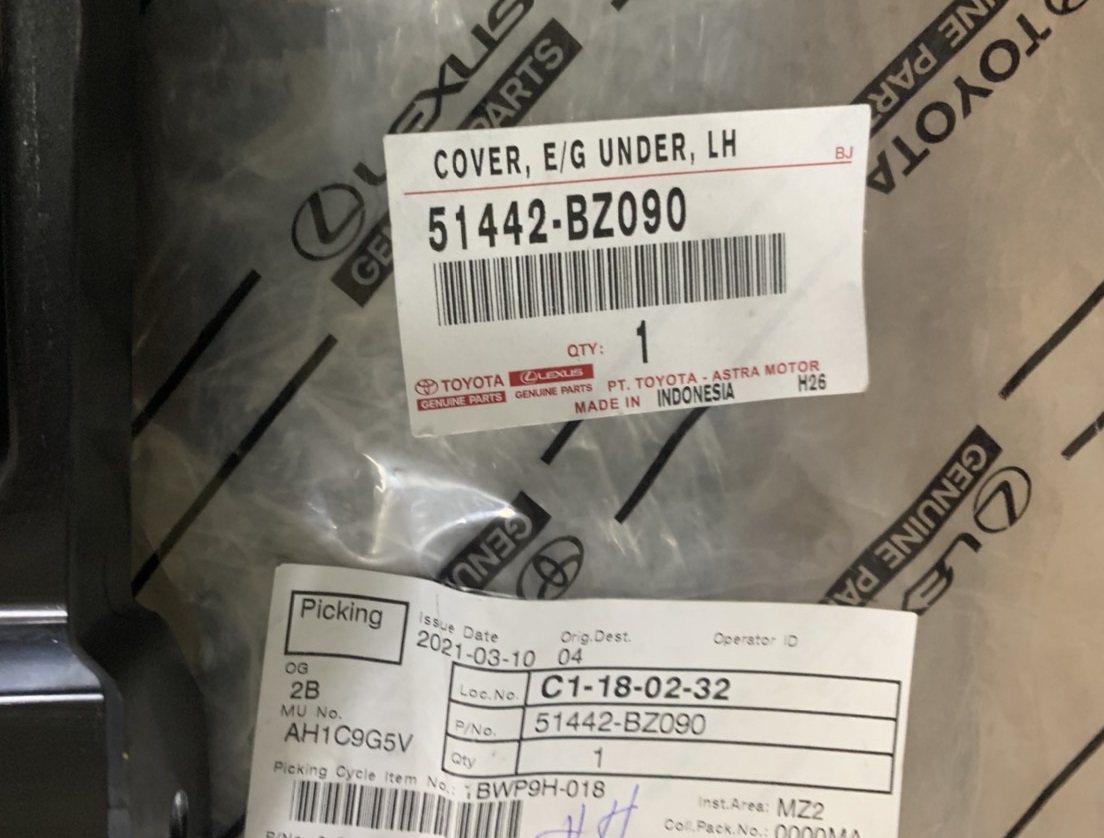 LEXUS
GENUINE PARTS
TOYOTA
COVER, E/G UNDER, LH
BJ
51442-BZ090
QTY: 1
TOYOTA
GENUINE PARTS
LEXUS
GENUINE PARTS
PT. TOYOTA - ASTRA MOTOR
MADE IN INDONESIA H26
GENUINE PA
LE
GENU
Picking
Issue Date
2021-03-10
Orig.Dest.
04
Operator ID
OG
2B
MU No.
AH1C9G5V
Loc.No. C1-18-02-32
P/No. 51442-BZ090
Qty 1
Picking Cycle Item No.: BWP9H-018
Inst.Area: MZ2
Coll.Pack.No.: 0000MA